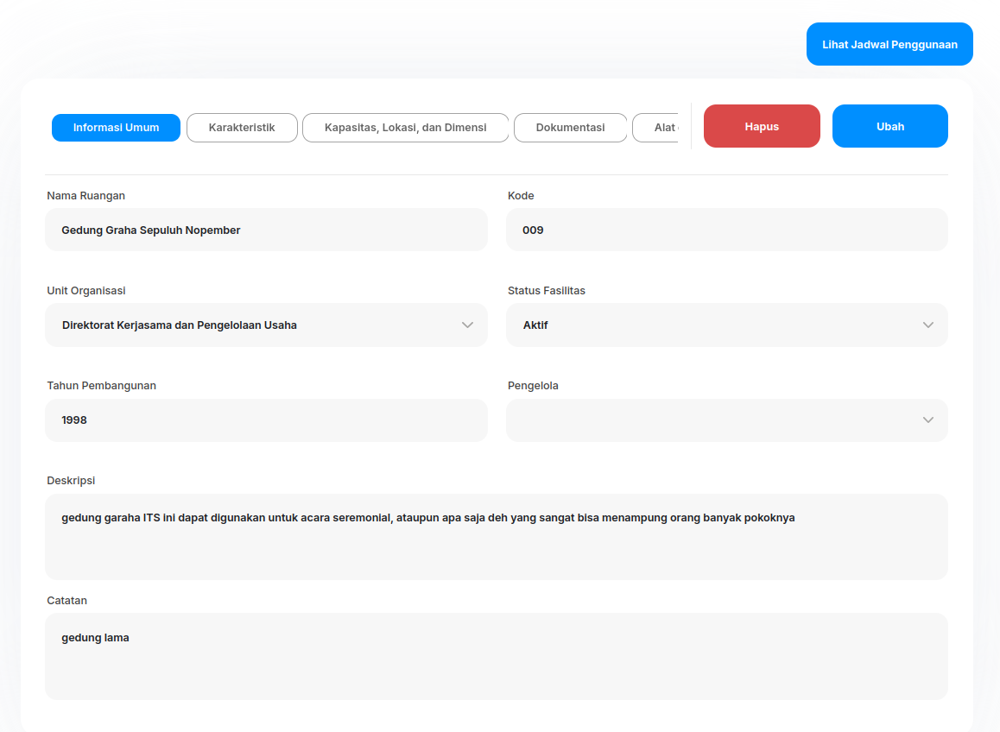 Lihat Jadwal Penggunaan
Informasi Umum
Karakteristik
Kapasitas, Lokasi, dan Dimensi
Dokumentasi
Alat
Hapus
Ubah
Nama Ruangan
Kode
Gedung Graha Sepuluh Nopember
009
Unit Organisasi
Status Fasilitas
Direktorat Kerjasama dan Pengelolaan Usaha
Aktif
Tahun Pembangunan
Pengelola
1998
Deskripsi
gedung garaha ITS ini dapat digunakan untuk acara seremonial, ataupun apa saja deh yang sangat bisa menampung orang banyak pokoknya
Catatan
gedung lama